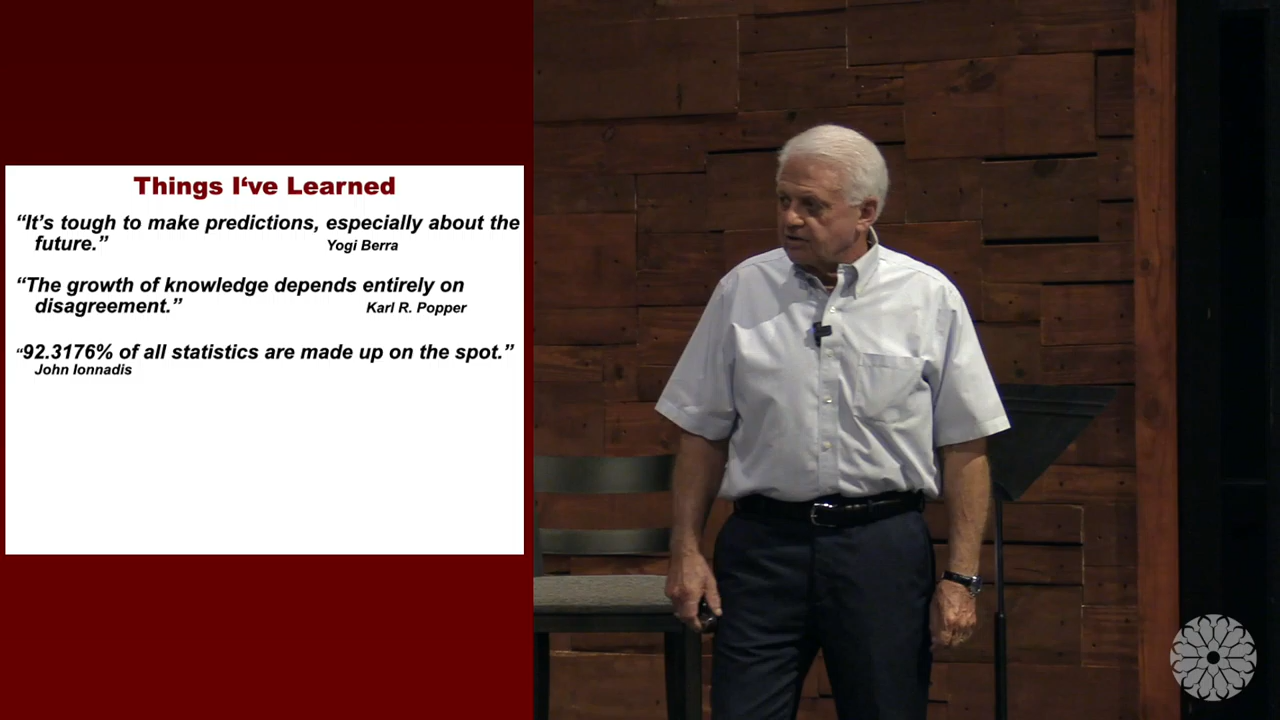 Things I‘ve Learned
“It’s tough to make predictions, especially about the
future.” Yogi Berra
“The growth of knowledge depends entirely on
disagreement.” Karl R. Popper
“92.3176% of all statistics are made up on the spot.”
John Ionnadis